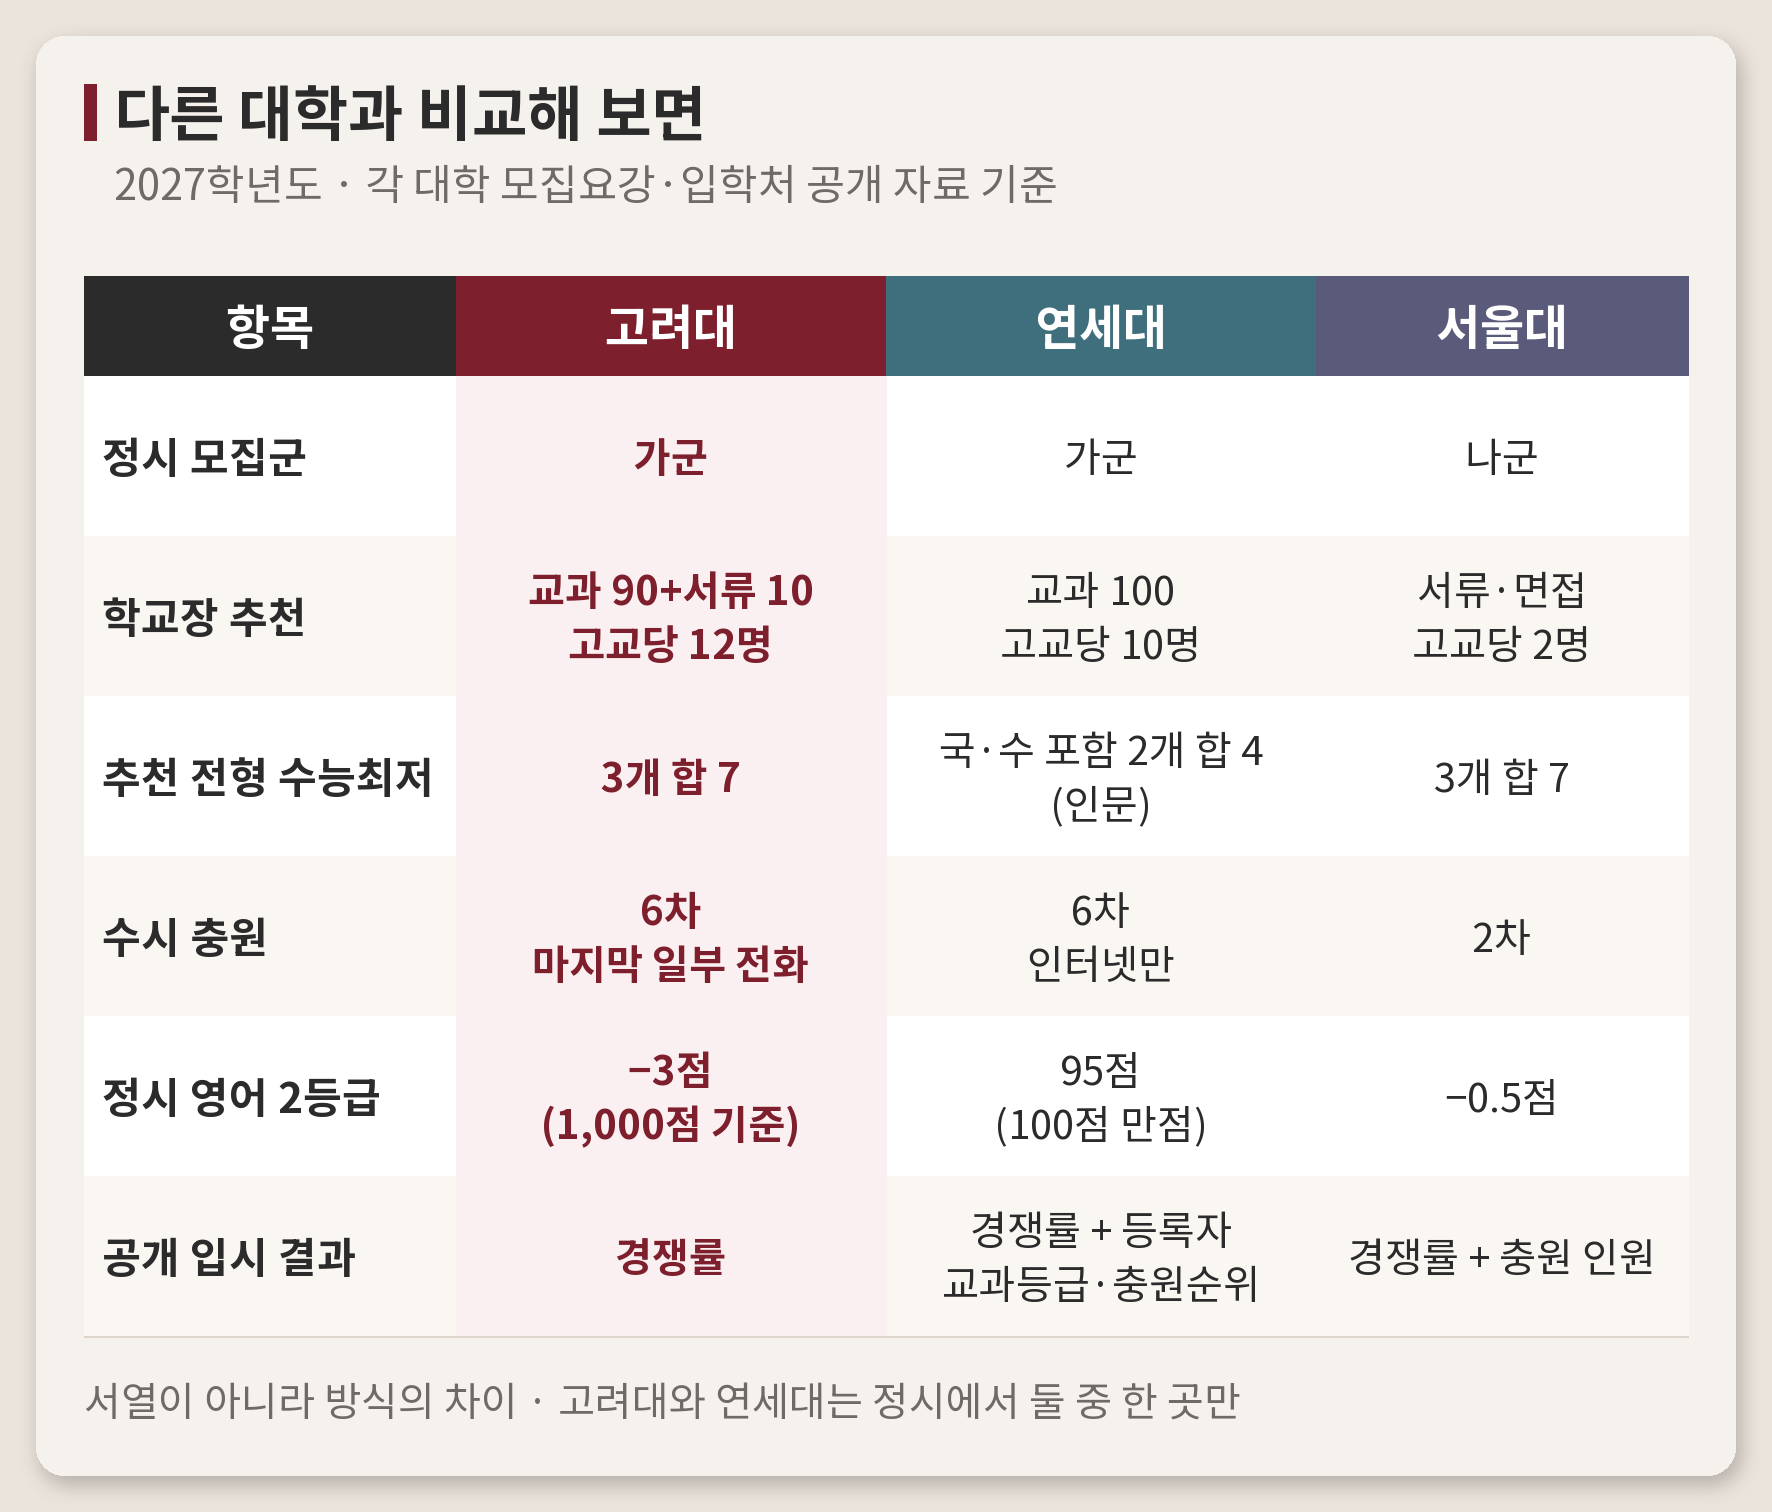 다른 대학과 비교해 보면
2027학년도 · 각 대학 모집요강·입학처 공개 자료 기준
항목 고려대 연세대 서울대
정시 모집군 가군 가군 나군
학교장 추천
교과 90+서류 10
고교당 12명
교과 100
고교당 10명
서류·면접
고교당 2명
추천 전형 수능최저
3개 합 7
국·수 포함 2개 합 4
(인문)
3개 합 7
수시 충원
6차
마지막 일부 전화
6차
인터넷만
2차
정시 영어 2등급
−3점
(1,000점 기준)
95점
(100점 만점)
−0.5점
공개 입시 결과
경쟁률
경쟁률 + 등록자
교과등급·충원순위
경쟁률 + 충원 인원
서열이 아니라 방식의 차이 · 고려대와 연세대는 정시에서 둘 중 한 곳만